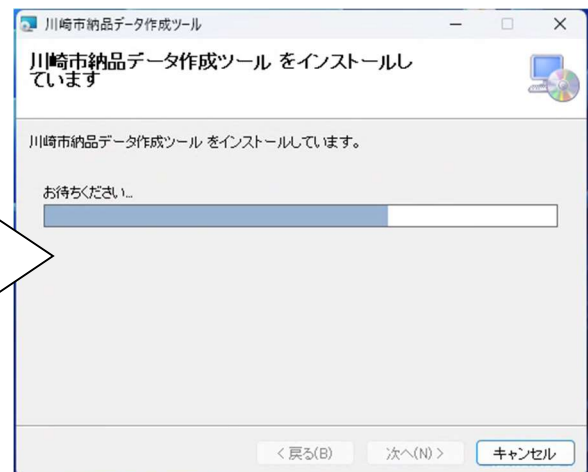 川崎市納品データ作成ツール
川崎市納品データ作成ツール をインストールし
ています
川崎市納品データ作成ツール をインストールしています。
お待ちください...
< 戻る(B)
次へ(N) >
キャンセル